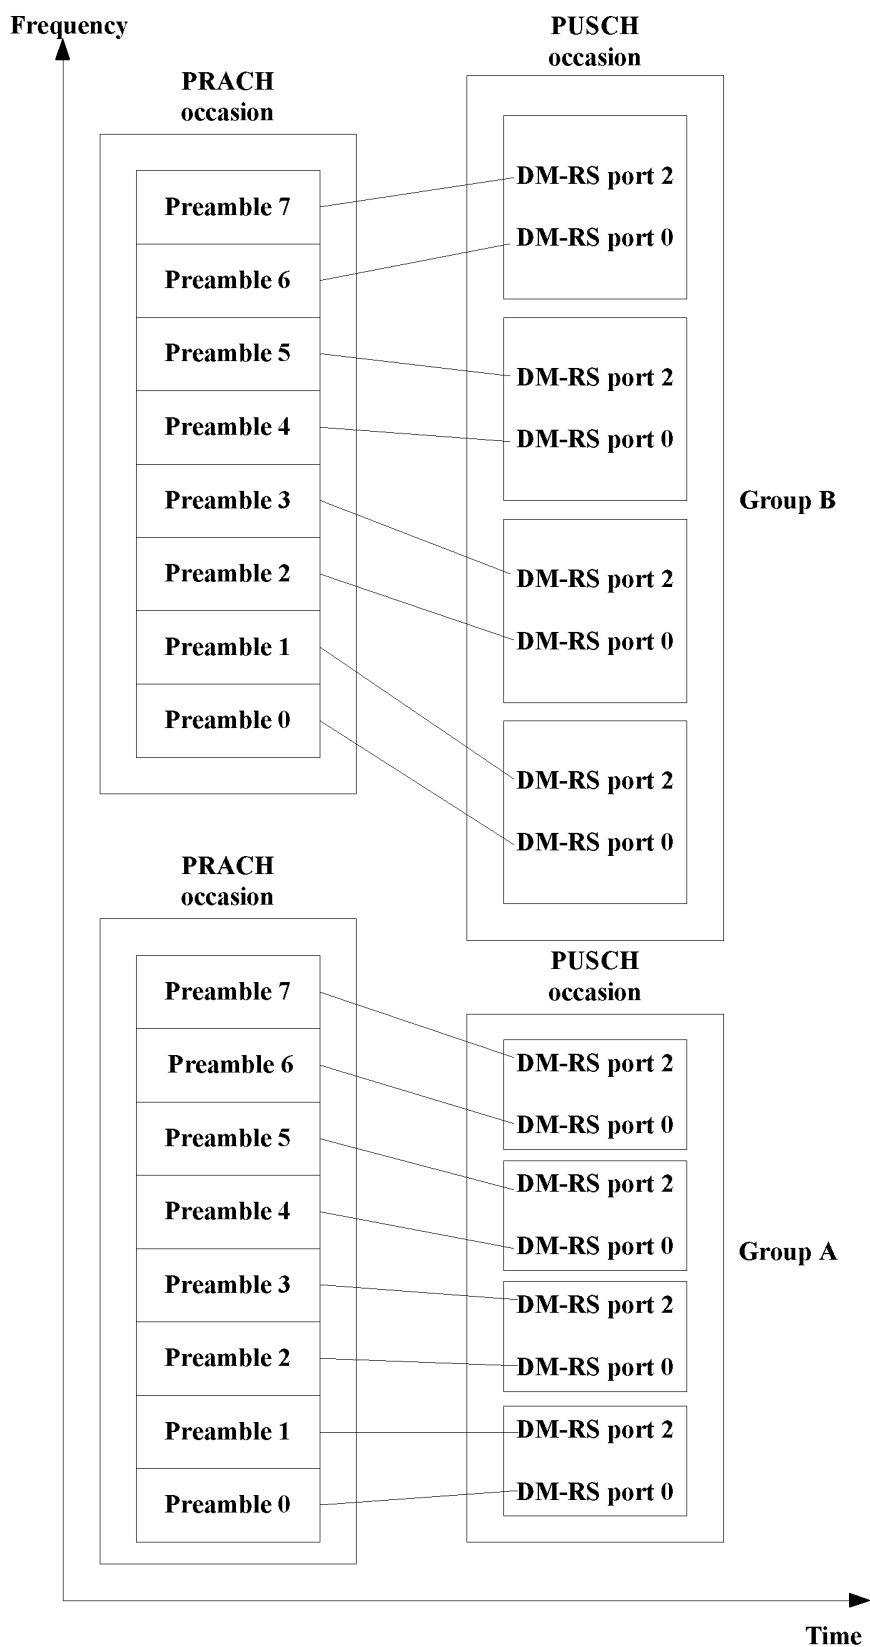 Frequency
PUSCH
occasion
PRACH
occasion
Preamble 7
Preamble 6
Preamble 5
Preamble 4
Preamble 3
Preamble 2
Preamble 1
Preamble 0
DM-RS port 2
DM-RS port 0
DM-RS port 2
DM-RS port 0
DM-RS port 2
DM-RS port 0
DM-RS port 2
DM-RS port 0
Group B
PRACH
occasion
PUSCH
occasion
Preamble 7
Preamble 6
Preamble 5
Preamble 4
Preamble 3
Preamble 2
Preamble 1
Preamble 0
DM-RS port 2
DM-RS port 0
DM-RS port 2
DM-RS port 0
DM-RS port 2
DM-RS port 0
DM-RS port 2
DM-RS port 0
Group A
Time